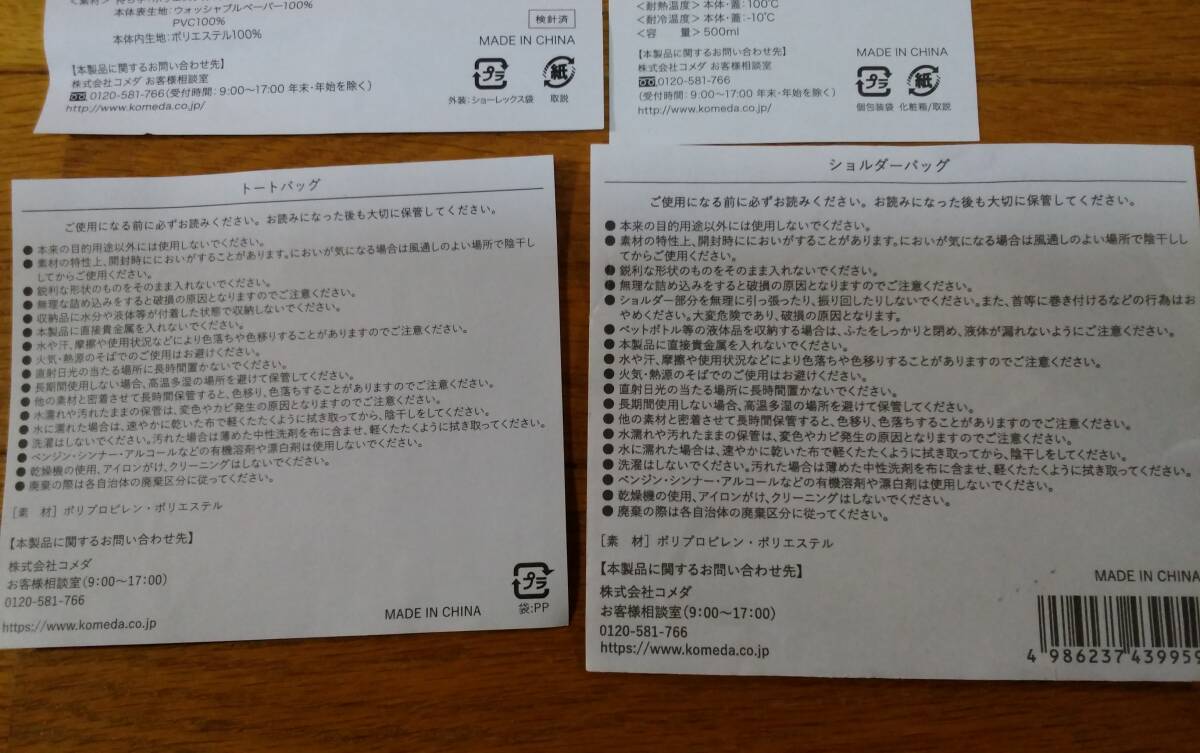 本体表生地:ウォッシャブルペーパー100%
PVC100%
本体内生地:ポリエステル100%
検針済
MADE IN CHINA
【本製品に関するお問い合わせ先】
株式会社コメダ お客様相談室
0120-581-766(受付時間:9:00〜17:00 年末・年始を除く)
http://www.komeda.co.jp/
プラ
外装:ショーレックス袋
紙
取説
<耐熱温度> 本体・蓋:100℃
<耐冷温度> 本体・蓋:-10℃
<容 量> 500ml
MADE IN CHINA
【本製品に関するお問い合わせ先】
株式会社コメダ お客様相談室
0120-581-766
(受付時間:9:00〜17:00 年末・年始を除く)
http://www.komeda.co.jp/
プラ
個包装袋
紙
化粧箱/取説
トートバッグ
ご使用になる前に必ずお読みください。お読みになった後も大切に保管してください。
●本来の目的用途以外には使用しないでください。
●素材の特性上、開封時ににおいがすることがあります。においが気になる場合は風通しのよい場所で陰干し
してからご使用ください。
●鋭利な形状のものをそのまま入れないでください。
●無理な詰め込みをすると破損の原因となりますのでご注意ください。
●収納品に水分や液体等が付着した状態で収納しないでください。
●本製品に直接貴金属を入れないでください。
●水や汗、摩擦や使用状況などにより色落ちや色移りすることがありますのでご注意ください。
●火気・熱源のそばでのご使用はお避けください。
●直射日光の当たる場所に長時間置かないでください。
●長期間使用しない場合、高温多湿の場所を避けて保管してください。
●他の素材と密着させて長時間保管すると、色移り、色落ちすることがありますのでご注意ください。
●水濡れや汚れたままの保管は、変色やカビ発生の原因となりますのでご注意ください。
●水に濡れた場合は、速やかに乾いた布で軽くたたくように拭き取ってから、陰干しをしてください。
●洗濯はしないでください。汚れた場合は薄めた中性洗剤を布に含ませ、軽くたたくように拭き取ってください。
●ベンジン・シンナー・アルコールなどの有機溶剤や漂白剤は使用しないでください。
●乾燥機の使用、アイロンがけ、クリーニングはしないでください。
●廃棄の際は各自治体の廃棄区分に従ってください。
[素 材] ポリプロピレン・ポリエステル
【本製品に関するお問い合わせ先】
株式会社コメダ
お客様相談室(9:00〜17:00)
0120-581-766
https://www.komeda.co.jp
MADE IN CHINA
プラ
袋:PP
ショルダーバッグ
ご使用になる前に必ずお読みください。お読みになった後も大切に保管してください。
●本来の目的用途以外には使用しないでください。
●素材の特性上、開封時ににおいがすることがあります。においが気になる場合は風通しのよい場所で陰干しし
てからご使用ください。
●鋭利な形状のものをそのまま入れないでください。
●無理な詰め込みをすると破損の原因となりますのでご注意ください。
●ショルダー部分を無理に引っ張ったり、振り回したりしないでください。また、首等に巻き付けるなどの行為はお
やめください。大変危険であり、破損の原因となります。
●ペットボトル等の液体品を収納する場合は、ふたをしっかりと閉め、液体が漏れないようにご注意ください。
●本製品に直接貴金属を入れないでください。
●水や汗、摩擦や使用状況などにより色落ちや色移りすることがありますのでご注意ください。
●火気・熱源のそばでのご使用はお避けください。
●直射日光の当たる場所に長時間置かないでください。
●長期間使用しない場合、高温多湿の場所を避けて保管してください。
●他の素材と密着させて長時間保管すると、色移り、色落ちすることがありますのでご注意ください。
●水濡れや汚れたままの保管は、変色やカビ発生の原因となりますのでご注意ください。
●水に濡れた場合は、速やかに乾いた布で軽くたたくように拭き取ってから、陰干しをしてください。
●洗濯はしないでください。汚れた場合は薄めた中性洗剤を布に含ませ、軽くたたくように拭き取ってください。
●ベンジン・シンナー・アルコールなどの有機溶剤や漂白剤は使用しないでください。
●乾燥機の使用、アイロンがけ、クリーニングはしないでください。
●廃棄の際は各自治体の廃棄区分に従ってください。
[素 材] ポリプロピレン・ポリエステル
【本製品に関するお問い合わせ先】
株式会社コメダ
お客様相談室(9:00〜17:00)
0120-581-766
https://www.komeda.co.jp
MADE IN CHINA
4 986237 439959